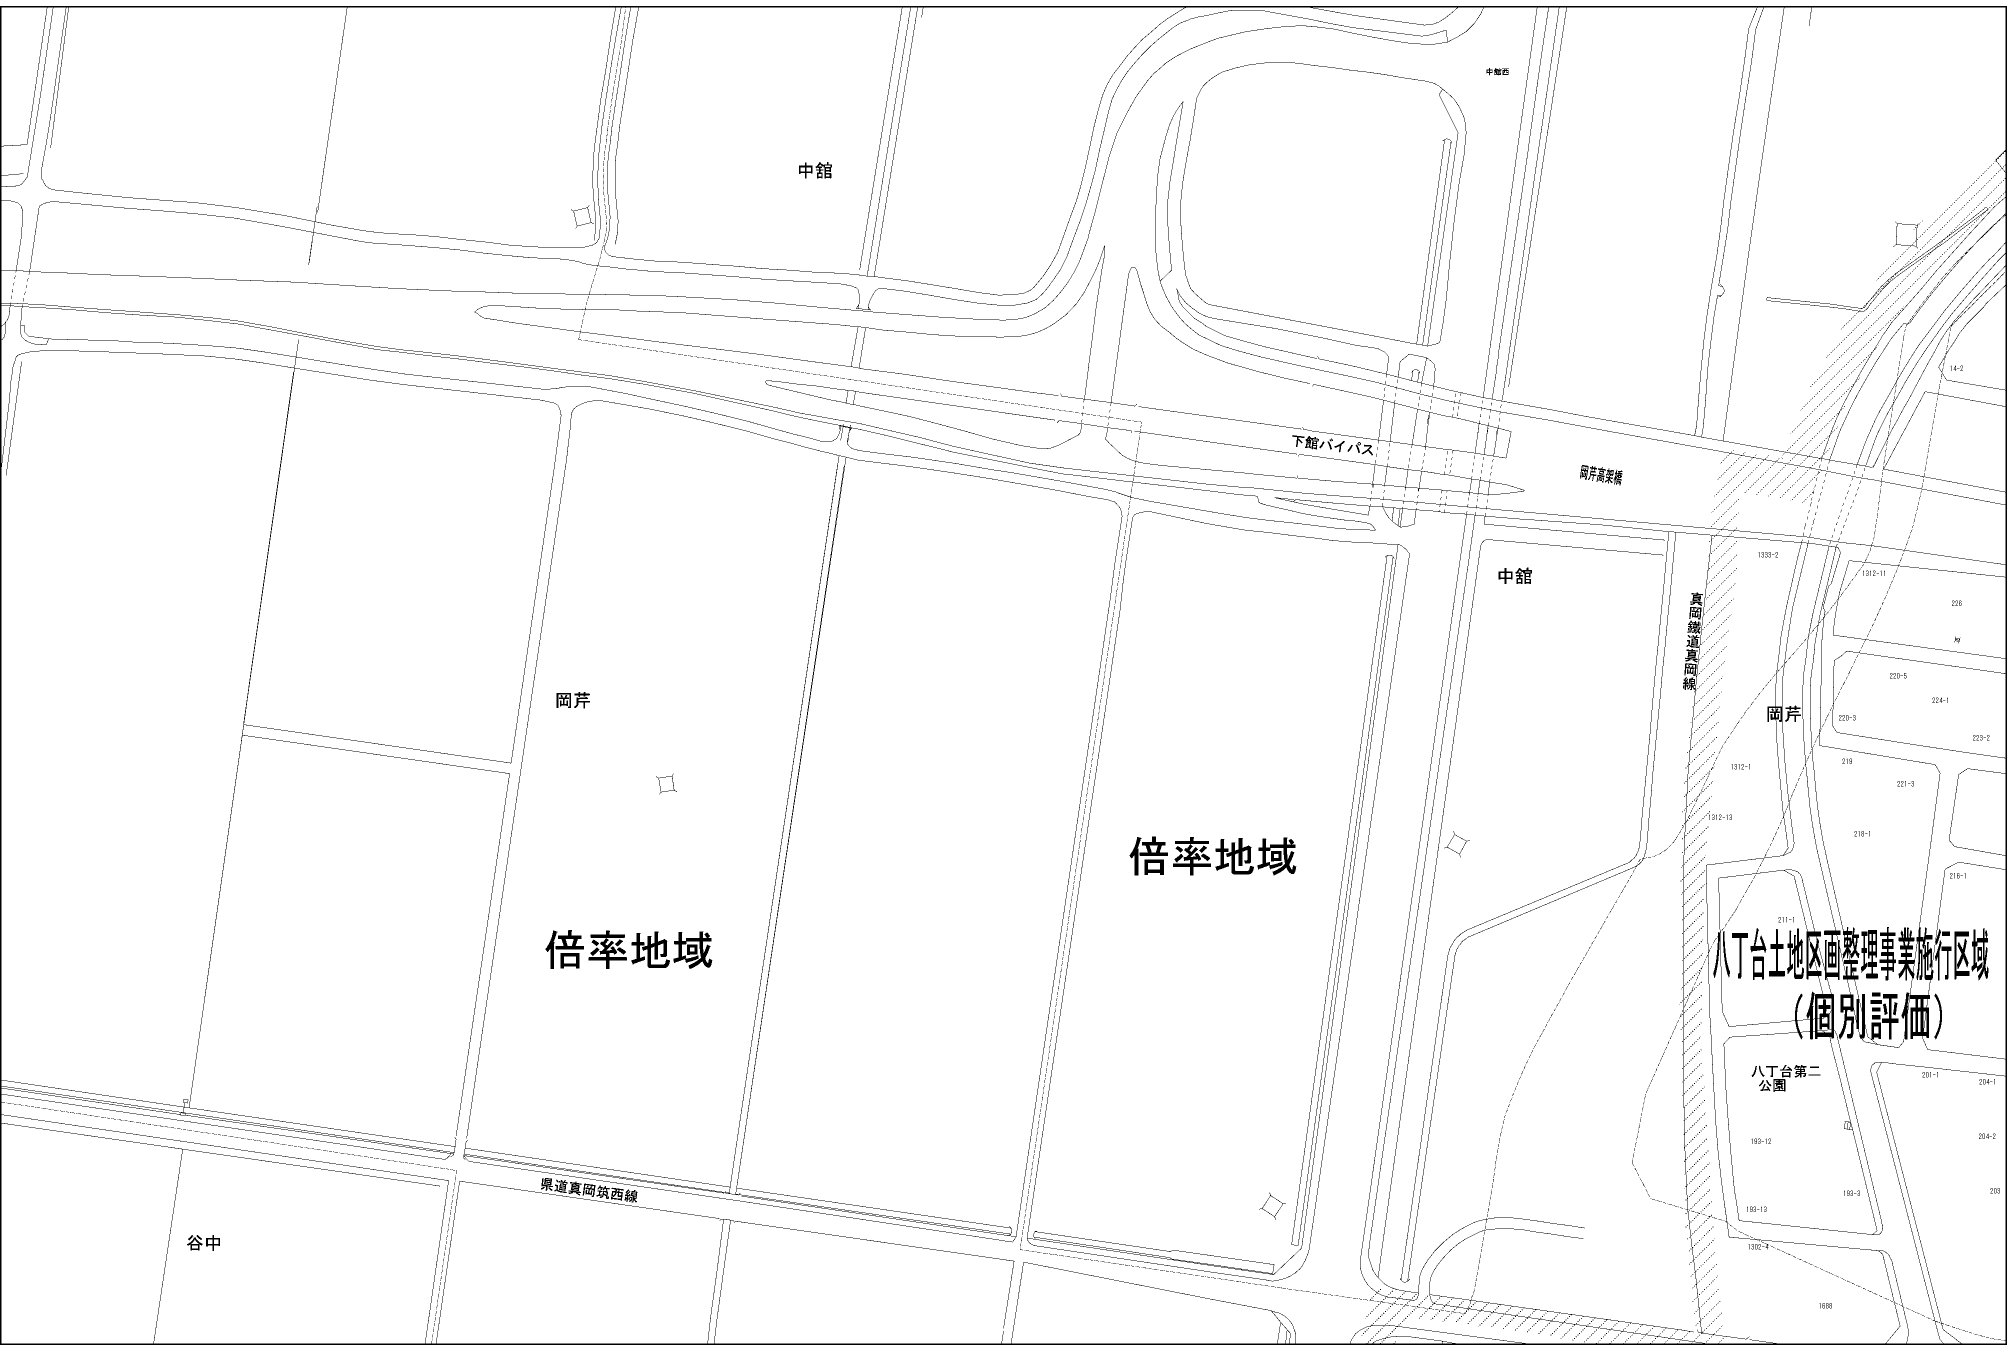 中舘西
中舘
14-2
下館バイパス
岡芹高架橋
1333-2
1312-11
中舘
226
真岡鐵道真岡線
220-5
岡芹
224-1
岡芹
220-3
223-2
219
1312-1
221-3
1312-13
218-1
倍率地域
216-1
211-1
倍率地域
八丁台土地区画整理事業施行区域
（個別評価）
八丁台第二
公園
201-1
204-1
193-12
204-2
県道真岡筑西線
193-3
203
193-13
谷中
1302-4
1688